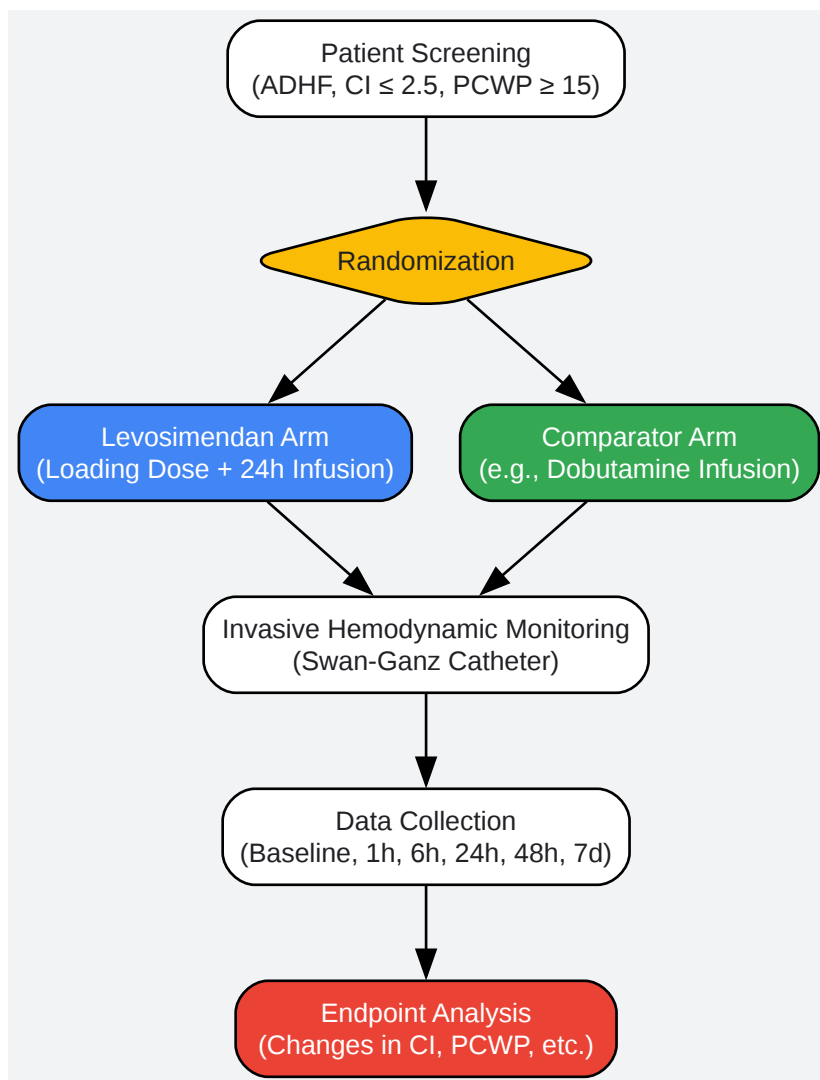 Patient Screening
(ADHF, CI ≤ 2.5, PCWP ≥ 15)
Randomization
Levosimendan Arm
(Loading Dose + 24h Infusion)
Comparator Arm
(e.g., Dobutamine Infusion)
Invasive Hemodynamic Monitoring
(Swan-Ganz Catheter)
Data Collection
(Baseline, 1h, 6h, 24h, 48h, 7d)
Endpoint Analysis
(Changes in CI, PCWP, etc.)